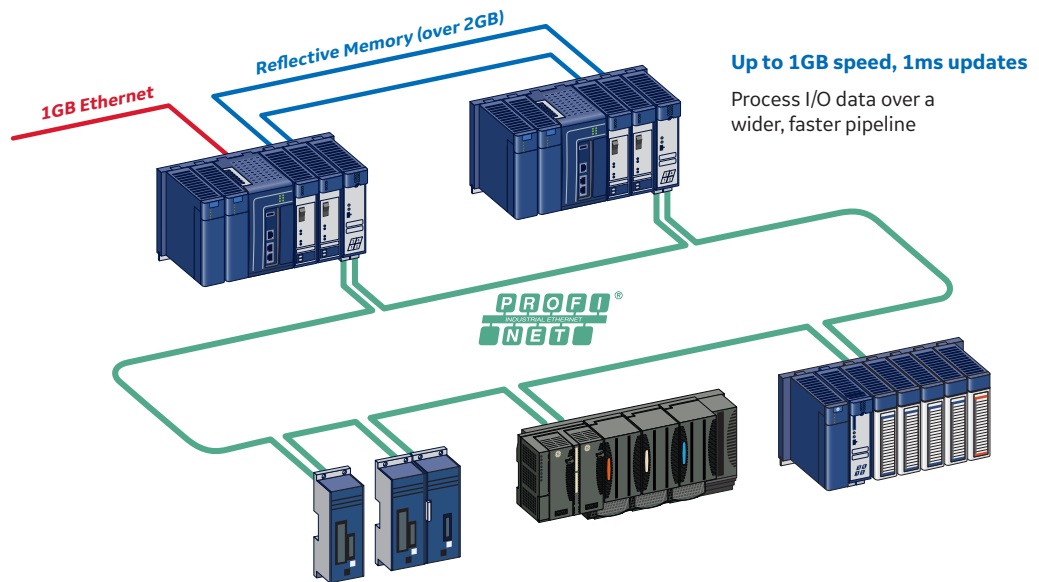 Reflective Memory (over 2GB)
1GB Ethernet
Up to 1GB speed, 1ms updates
Process I/O data over a
wider, faster pipeline
PROFI®
INDUSTRIAL ETHERNET
NET